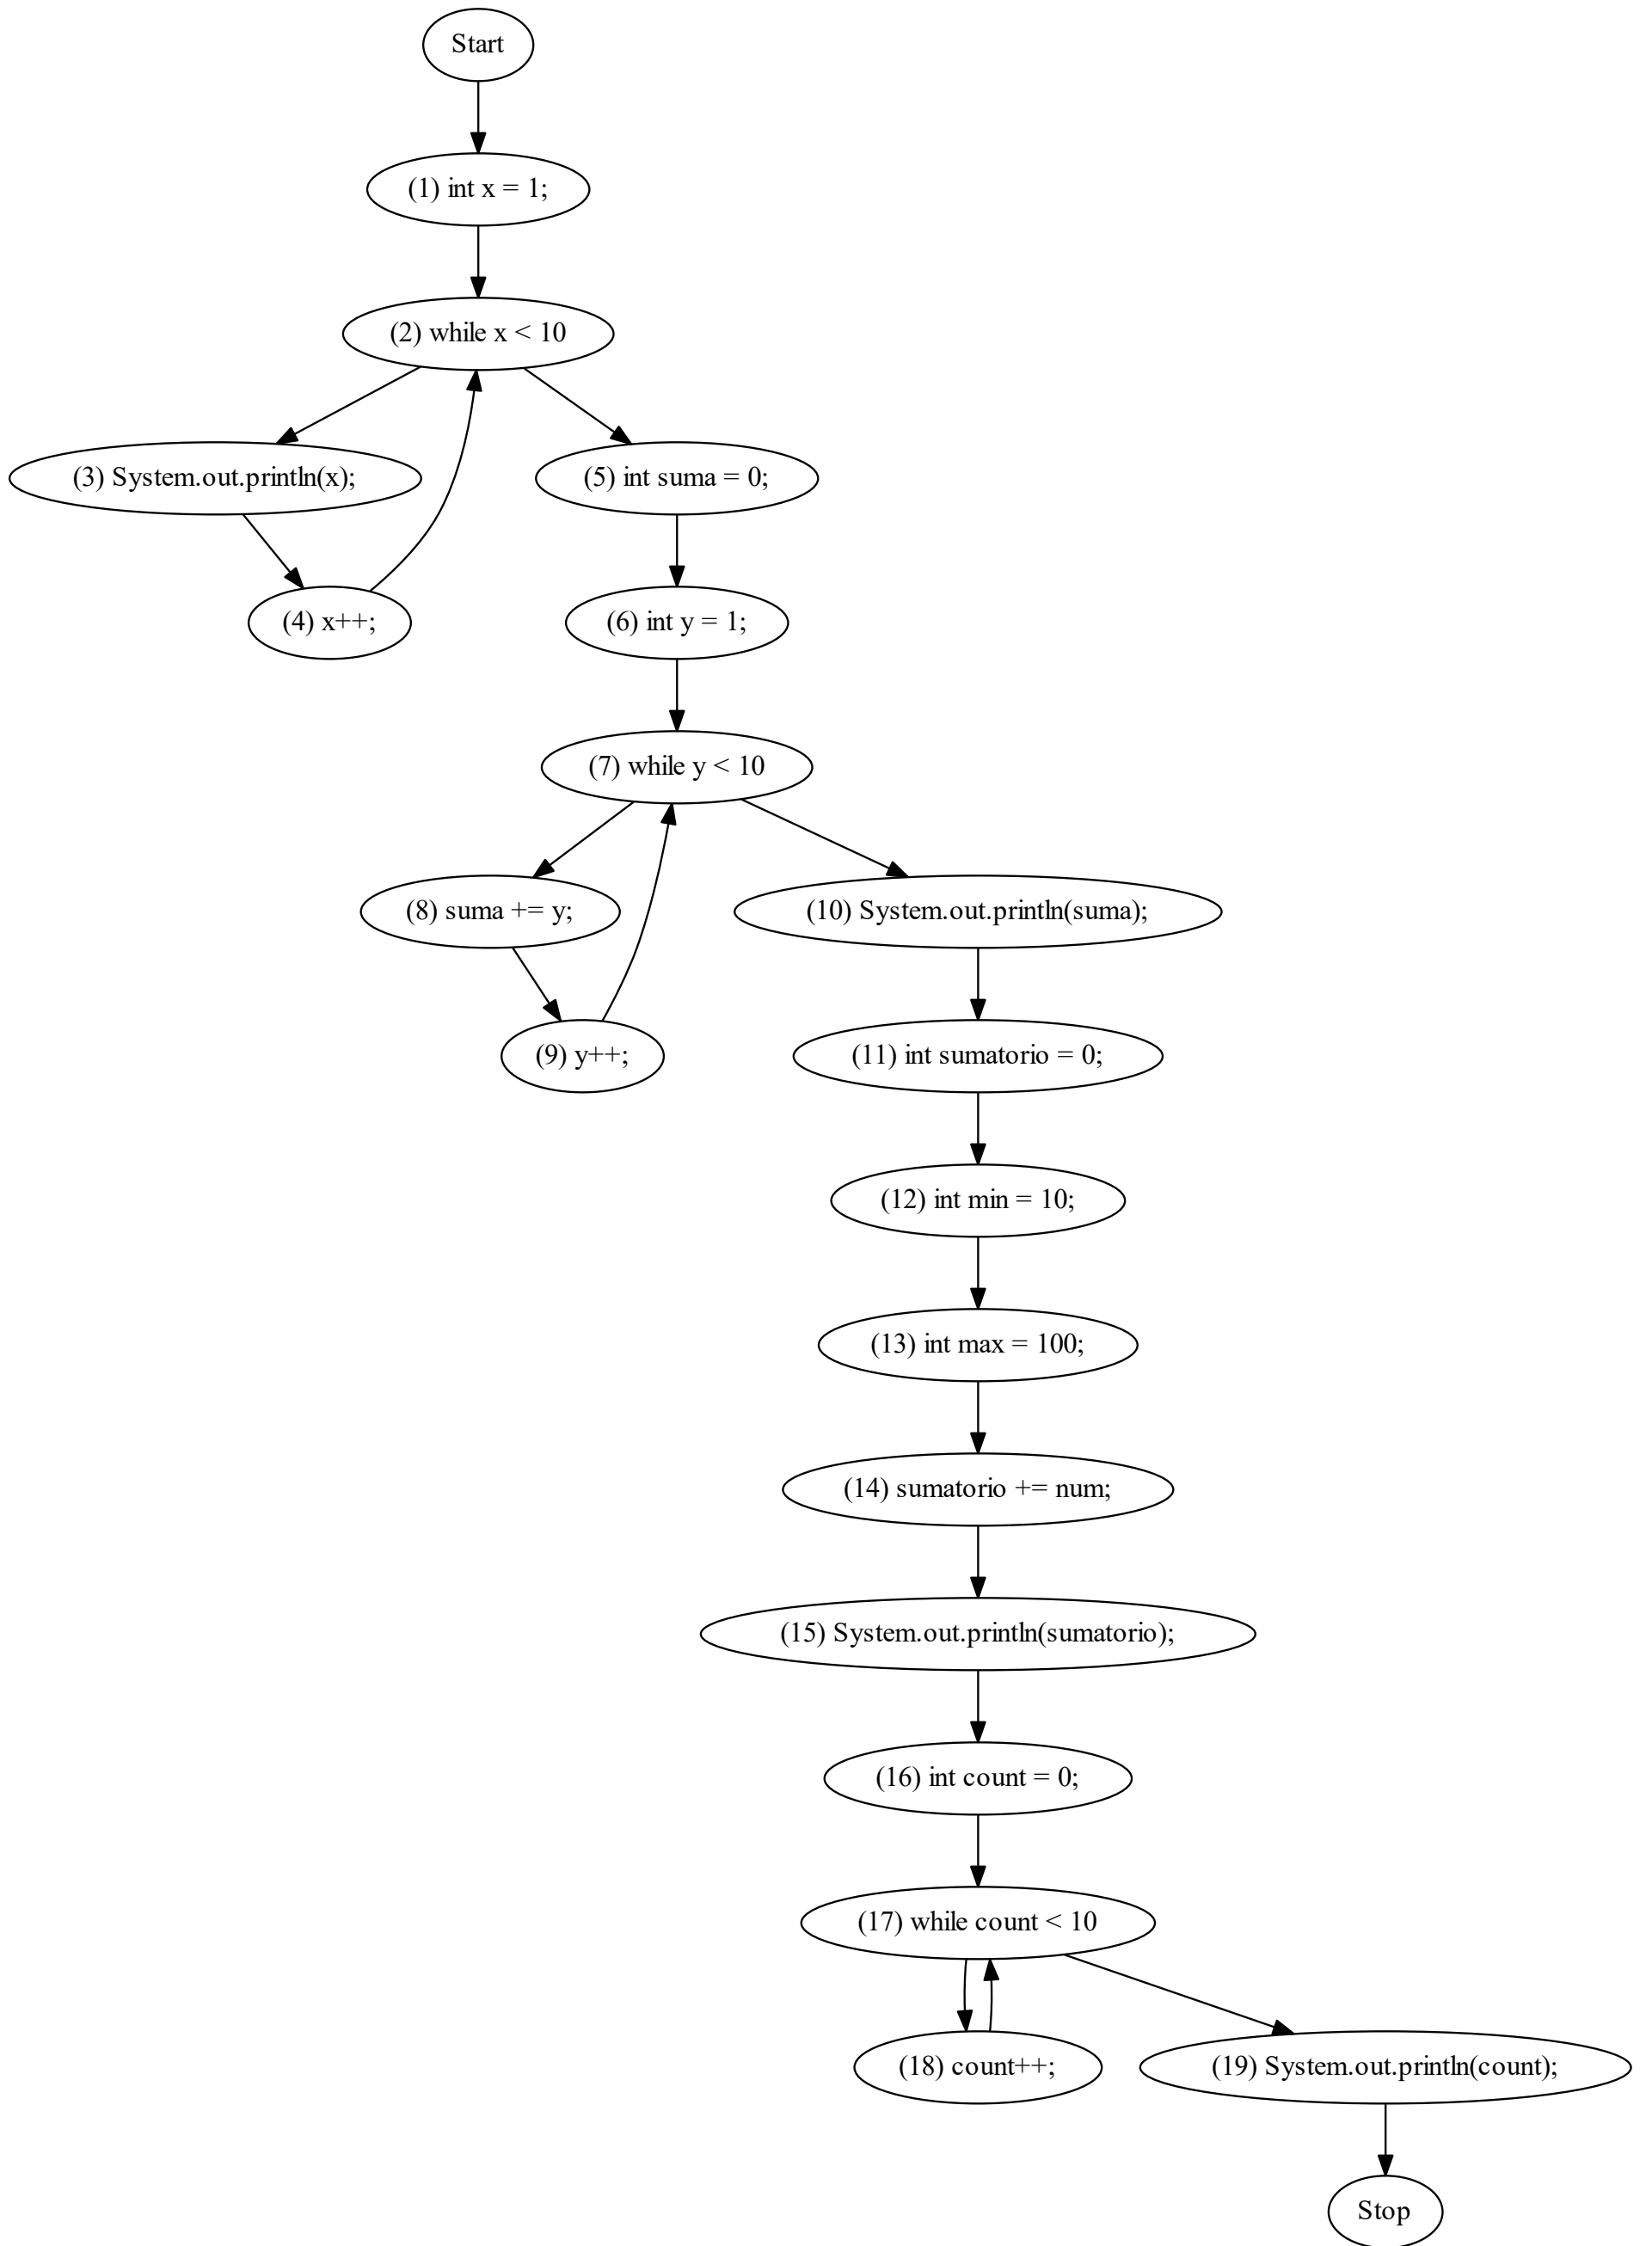 Start
(1) int x = 1;
(2) while x < 10
(3) System.out.println(x);
(5) int suma = 0;
(4) x++;
(6) int y = 1;
(7) while y < 10
(8) suma += y;
(10) System.out.println(suma);
(9) y++;
(11) int sumatorio = 0;
(12) int min = 10;
(13) int max = 100;
(14) sumatorio += num;
(15) System.out.println(sumatorio);
(16) int count = 0;
(17) while count < 10
(18) count++;
(19) System.out.println(count);
Stop